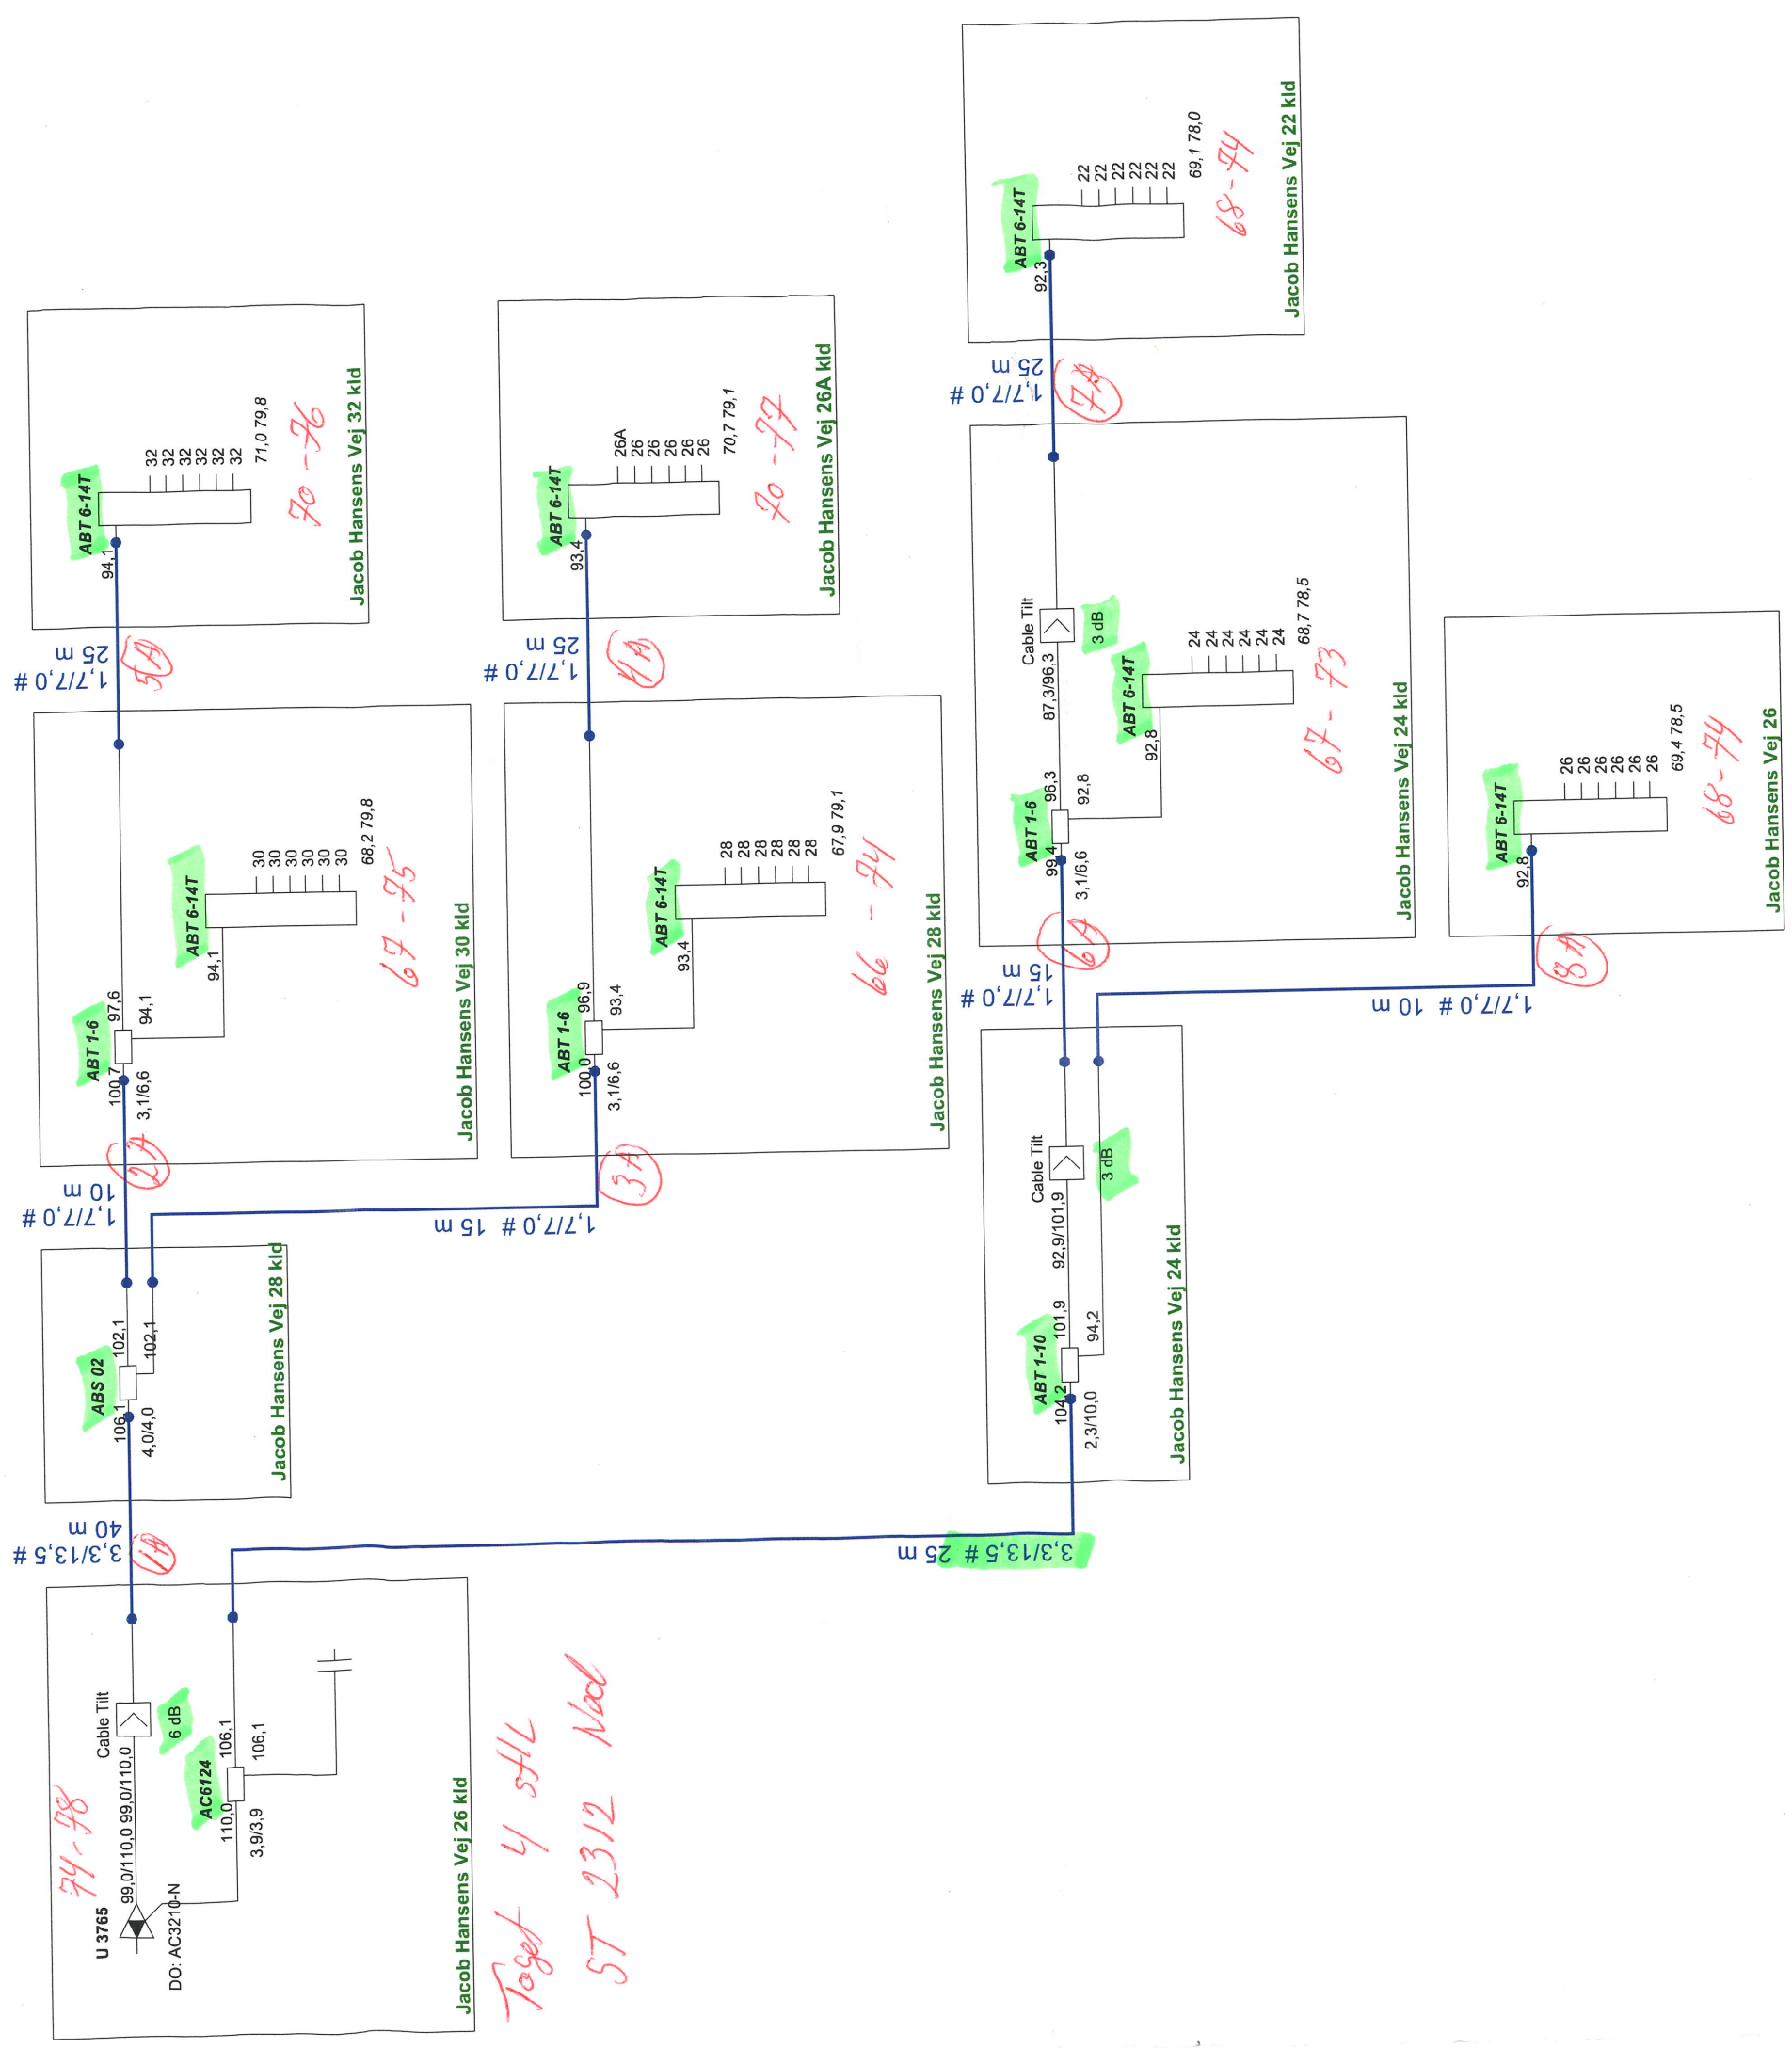 74-78
U 3765
99,0/110,0 99,0/110,0
Cable Tilt
6 dB
DO: AC3210-N
AC6124
110,0
106,1
106,1
3,9/3,9
Jacob Hansens Vej 26 kld
3,3/13,5 #
40 m
1A
ABS 02
106,1
102,1
102,1
4,0/4,0
Jacob Hansens Vej 28 kld
1,7/7,0 #
10 m
2A
ABT 1-6
100,7
97,6
94,1
3,1/6,6
ABT 6-14T
94,1
30
30
30
30
30
30
68,2 79,8
67-75
Jacob Hansens Vej 30 kld
1,7/7,0 #
25 m
5A
ABT 6-14T
94,1
32
32
32
32
32
32
71,0 79,8
70-76
Jacob Hansens Vej 32 kld
1,7/7,0 # 15 m
3A
ABT 1-6
100,0
96,9
93,4
3,1/6,6
ABT 6-14T
93,4
28
28
28
28
28
28
67,9 79,1
66-74
Jacob Hansens Vej 28 kld
1,7/7,0 #
25 m
4A
ABT 6-14T
93,4
26A
26
26
26
26
26
70,7 79,1
70-77
Jacob Hansens Vej 26A kld
3,3/13,5 # 25 m
ABT 1-10
104,2
101,9
94,2
2,3/10,0
92,9/101,9
Cable Tilt
3 dB
Jacob Hansens Vej 24 kld
1,7/7,0 #
15 m
6A
ABT 1-6
99,4
96,3
92,8
3,1/6,6
87,3/96,3
Cable Tilt
3 dB
ABT 6-14T
92,8
24
24
24
24
24
24
68,7 78,5
67-73
Jacob Hansens Vej 24 kld
1,7/7,0 #
25 m
7A
ABT 6-14T
92,3
22
22
22
22
22
22
69,1 78,0
68-74
Jacob Hansens Vej 22 kld
1,7/7,0 # 10 m
8A
ABT 6-14T
92,8
26
26
26
26
26
26
69,4 78,5
68-74
Jacob Hansens Vej 26
Toget 4 stk
ST 2312 Nod